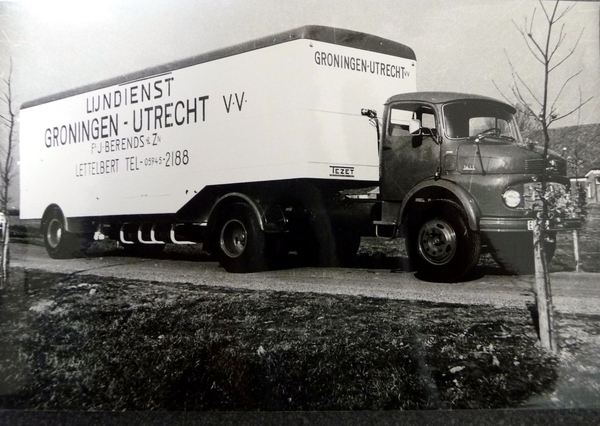 LIJNDIENST
GRONINGEN - UTRECHT V.V.
P.J. BERENDS & ZN
LETTELBERT TEL - 05945-2188
GRONINGEN-UTRECHT V.V.
TEZET